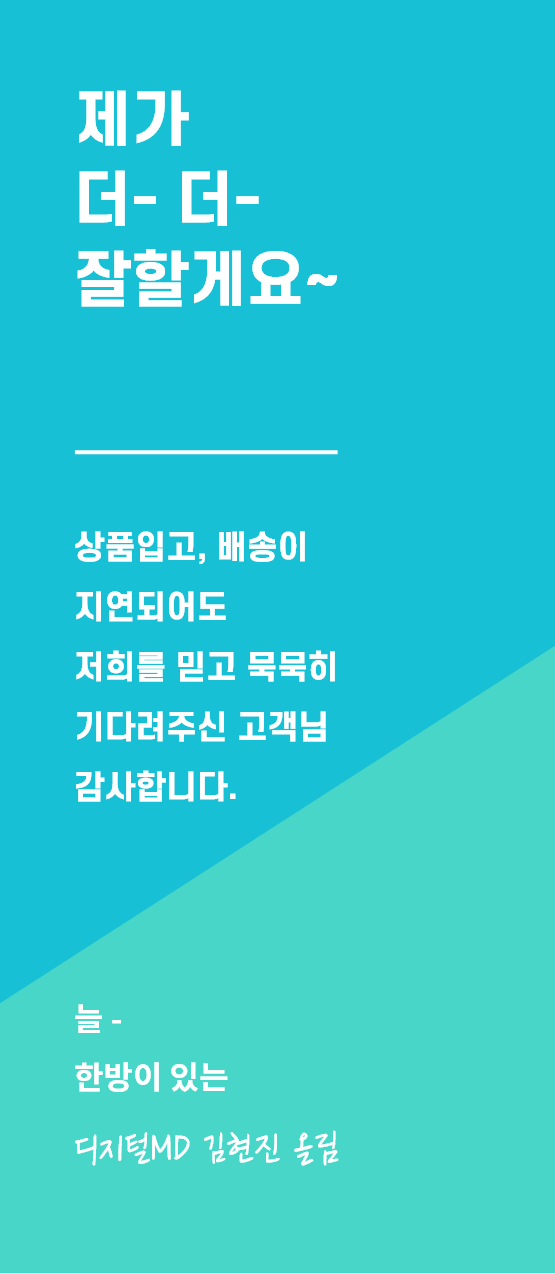 제가
더- 더-
잘할게요~
상품입고, 배송이
지연되어도
저희를 믿고 묵묵히
기다려주신 고객님
감사합니다.
늘 -
한방이 있는
디지털MD 김현진 올림